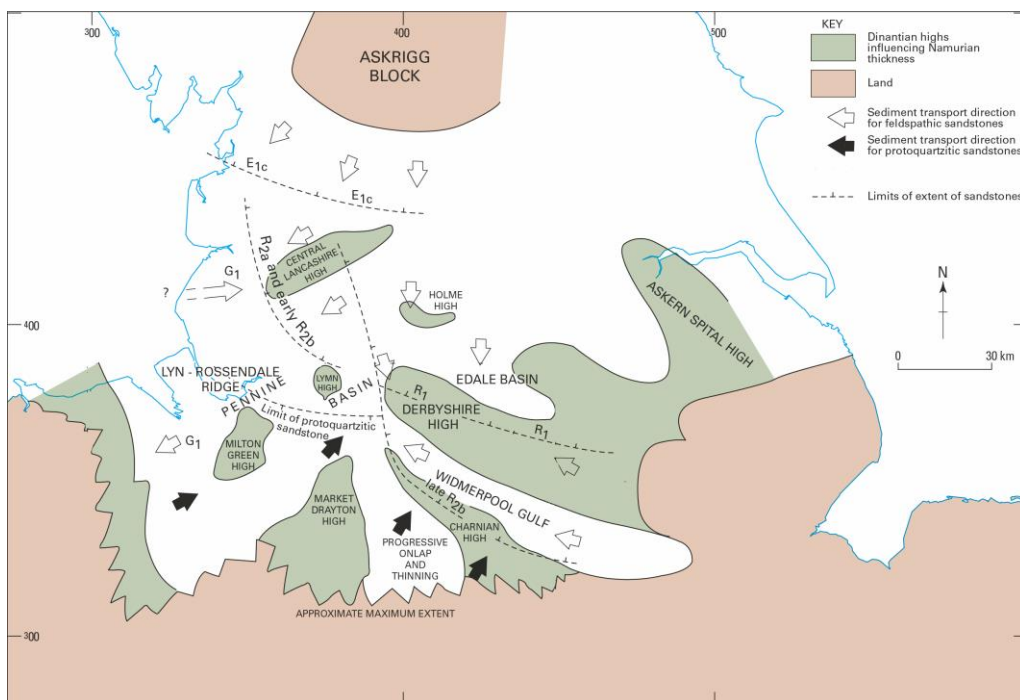 300
400
500
ASKRIGG
BLOCK
KEY
Dinantian highs
influencing Namurian
thickness
Land
Sediment transport direction
for feldspathic sandstones
Sediment transport direction
for protoquartzitic sandstones
Limits of extent of sandstones
E1c
E1c
R2a and early R2b
CENTRAL
LANCASHIRE
HIGH
G1
?
HOLME
HIGH
ASKERN SPITAL HIGH
N
0 30 km
400
LYN - ROSSENDALE
RIDGE
PENNINE
BASIN
LYMN
HIGH
EDALE BASIN
R1
DERBYSHIRE
HIGH
R1
Limit of protoquartzitic
sandstone
G1
MILTON
GREEN
HIGH
MARKET
DRAYTON
HIGH
WIDMERPOOL GULF
late R2b
CHARNIAN
HIGH
PROGRESSIVE
ONLAP
AND
THINNING
APPROXIMATE MAXIMUM EXTENT
300